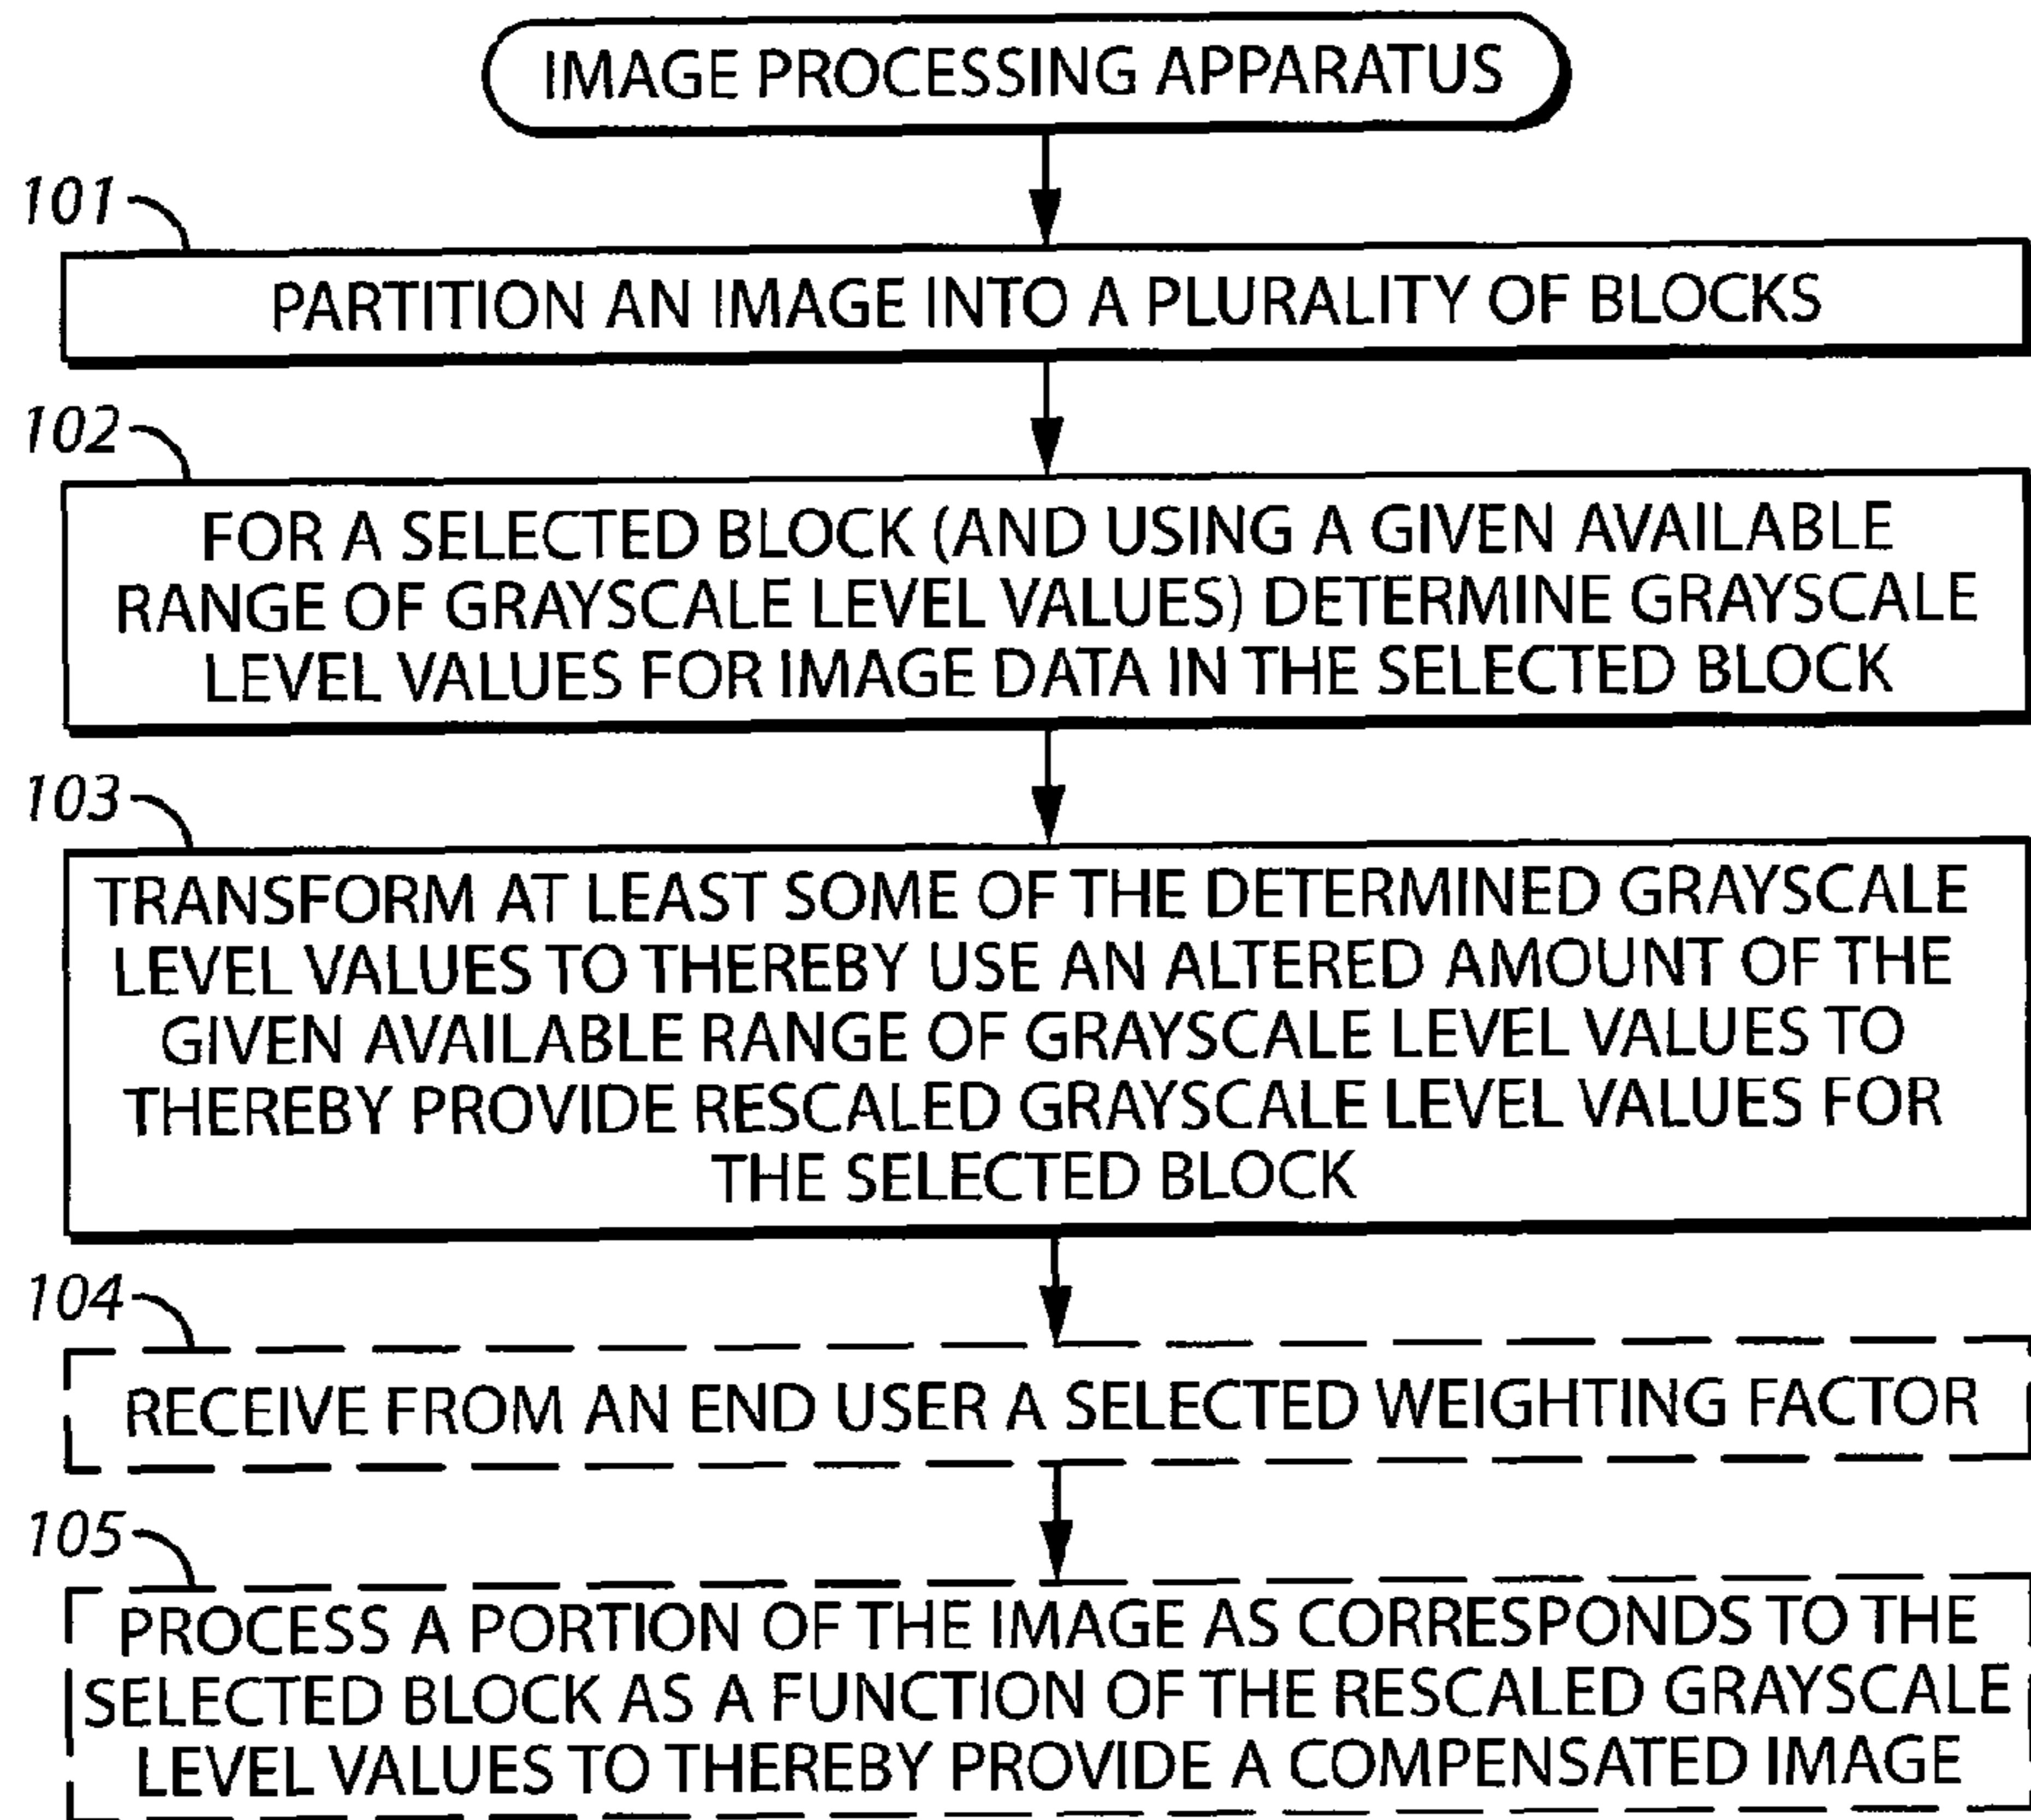 IMAGE PROCESSING APPARATUS
101
PARTITION AN IMAGE INTO A PLURALITY OF BLOCKS
102
FOR A SELECTED BLOCK (AND USING A GIVEN AVAILABLE
RANGE OF GRAYSCALE LEVEL VALUES) DETERMINE GRAYSCALE
LEVEL VALUES FOR IMAGE DATA IN THE SELECTED BLOCK
103
TRANSFORM AT LEAST SOME OF THE DETERMINED GRAYSCALE
LEVEL VALUES TO THEREBY USE AN ALTERED AMOUNT OF THE
GIVEN AVAILABLE RANGE OF GRAYSCALE LEVEL VALUES TO
THEREBY PROVIDE RESCALED GRAYSCALE LEVEL VALUES FOR
THE SELECTED BLOCK
104
RECEIVE FROM AN END USER A SELECTED WEIGHTING FACTOR
105
PROCESS A PORTION OF THE IMAGE AS CORRESPONDS TO THE
SELECTED BLOCK AS A FUNCTION OF THE RESCALED GRAYSCALE
LEVEL VALUES TO THEREBY PROVIDE A COMPENSATED IMAGE